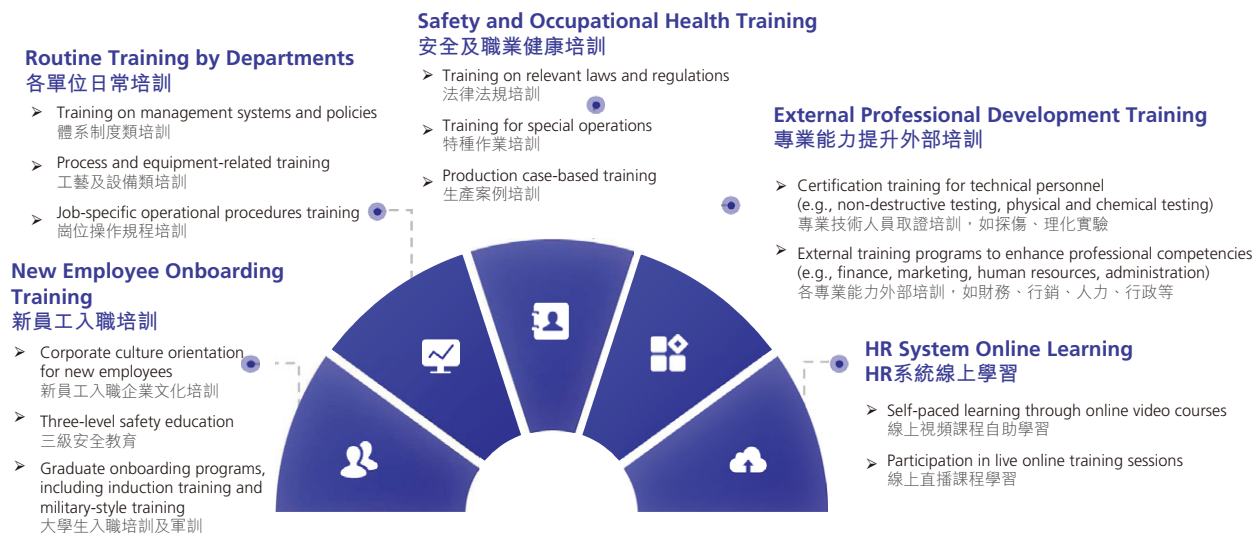 Safety and Occupational Health Training
安全及職業健康培訓
➢ Training on relevant laws and regulations
法律法規培訓
➢ Training for special operations
特種作業培訓
➢ Production case-based training
生產案例培訓
Routine Training by Departments
各單位日常培訓
➢ Training on management systems and policies
體系制度類培訓
➢ Process and equipment-related training
工藝及設備類培訓
➢ Job-specific operational procedures training
崗位操作規程培訓
External Professional Development Training
專業能力提升外部培訓
➢ Certification training for technical personnel
(e.g., non-destructive testing, physical and chemical testing)
專業技術人員取證培訓，如探傷、理化實驗
➢ External training programs to enhance professional competencies
(e.g., finance, marketing, human resources, administration)
各專業能力外部培訓，如財務、行銷、人力、行政等
New Employee Onboarding
Training
新員工入職培訓
➢ Corporate culture orientation
for new employees
新員工入職企業文化培訓
➢ Three-level safety education
三級安全教育
➢ Graduate onboarding programs,
including induction training and
military-style training
大學生入職培訓及軍訓
HR System Online Learning
HR系統線上學習
➢ Self-paced learning through online video courses
線上視頻課程自助學習
➢ Participation in live online training sessions
線上直播課程學習